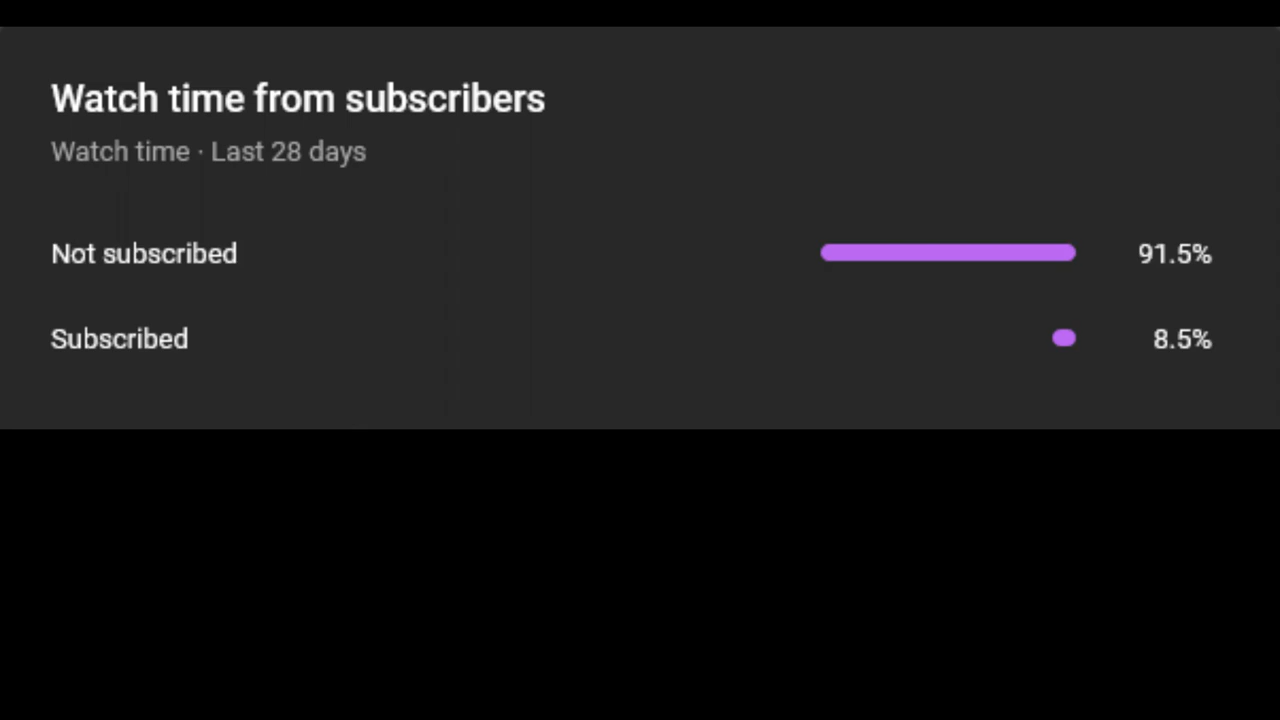 Watch time from subscribers
Watch time · Last 28 days
Not subscribed 91.5%
Subscribed 8.5%